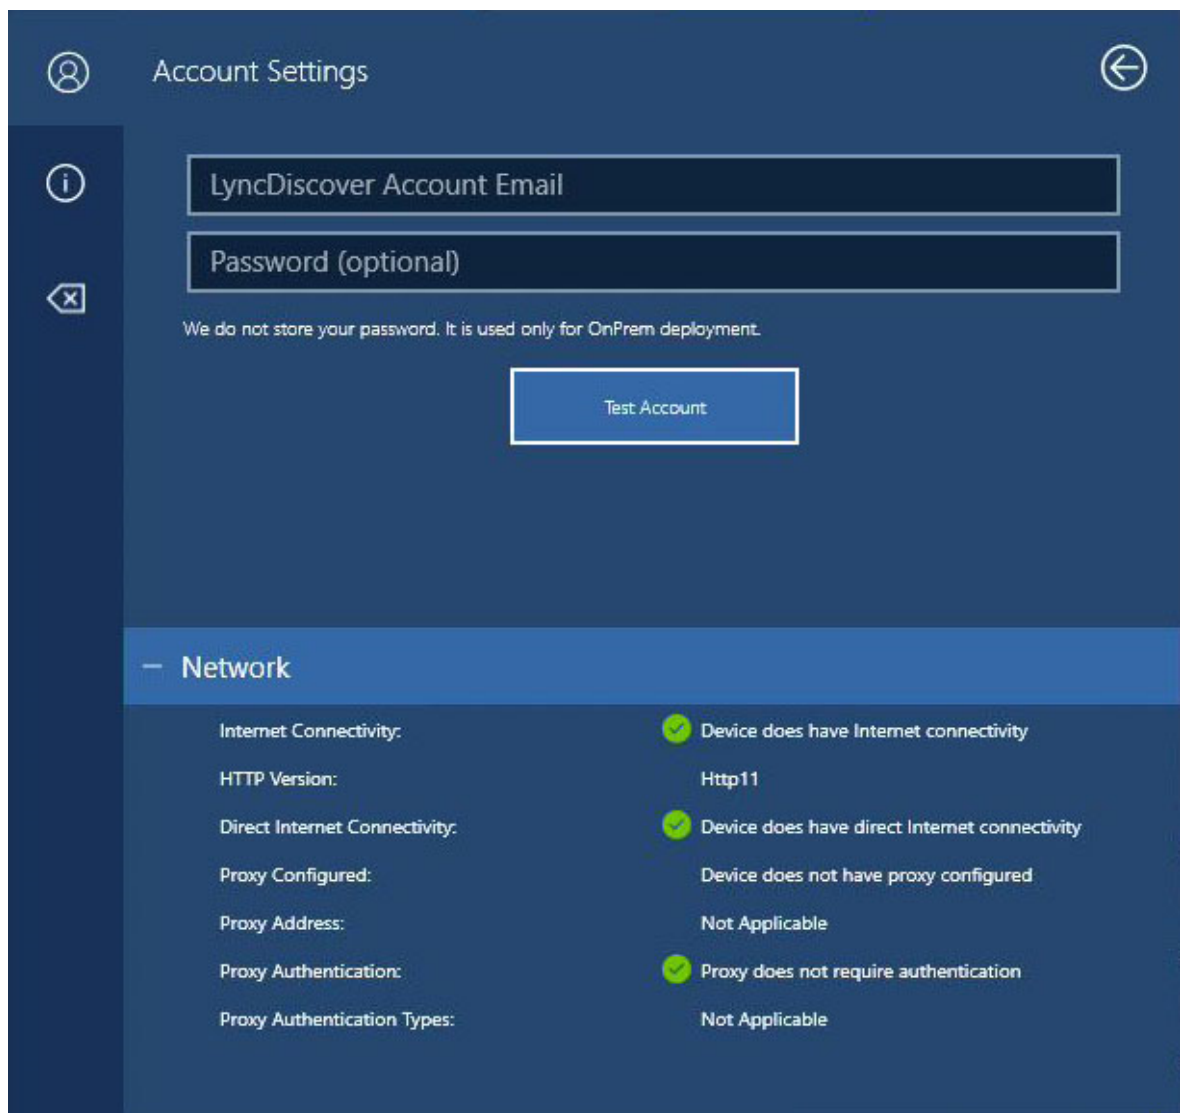 Account Settings
LyncDiscover Account Email
Password (optional)
We do not store your password. It is used only for OnPrem deployment.
Test Account
Network
Internet Connectivity: Device does have Internet connectivity
HTTP Version: Http11
Direct Internet Connectivity: Device does have direct Internet connectivity
Proxy Configured: Device does not have proxy configured
Proxy Address: Not Applicable
Proxy Authentication: Proxy does not require authentication
Proxy Authentication Types: Not Applicable